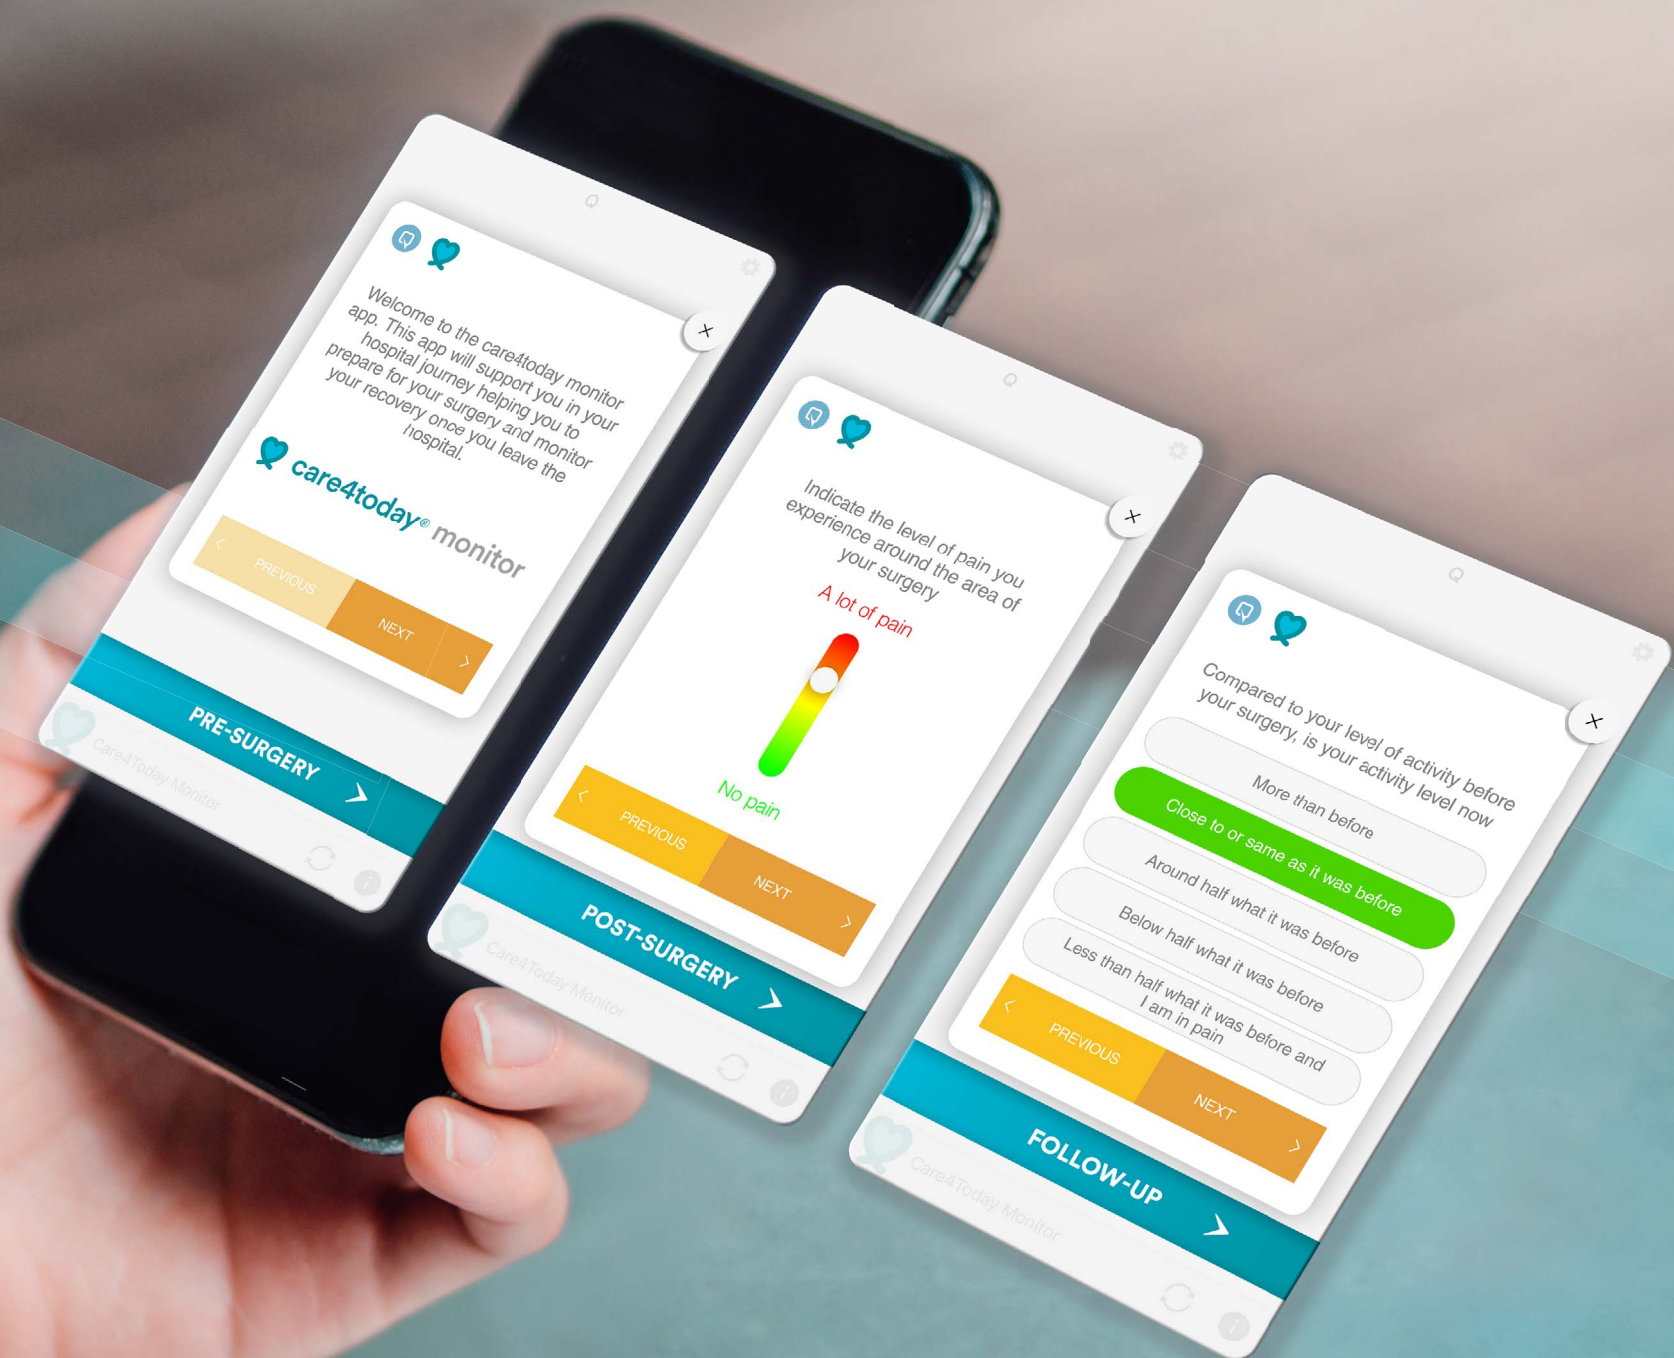 Welcome to the care4today monitor
app. This app will support you in your
hospital journey helping you to
prepare for your surgery and monitor
your recovery once you leave the
hospital.
care4today® monitor
PREVIOUS
NEXT
PRE-SURGERY
Care4Today Monitor
Indicate the level of pain you
experience around the area of
your surgery
A lot of pain
No pain
PREVIOUS
NEXT
POST-SURGERY
Care4Today Monitor
Compared to your level of activity before
your surgery, is your activity level now
More than before
Close to or same as it was before
Around half what it was before
Below half what it was before
Less than half what it was before and
I am in pain
PREVIOUS
NEXT
FOLLOW-UP
Care4Today Monitor